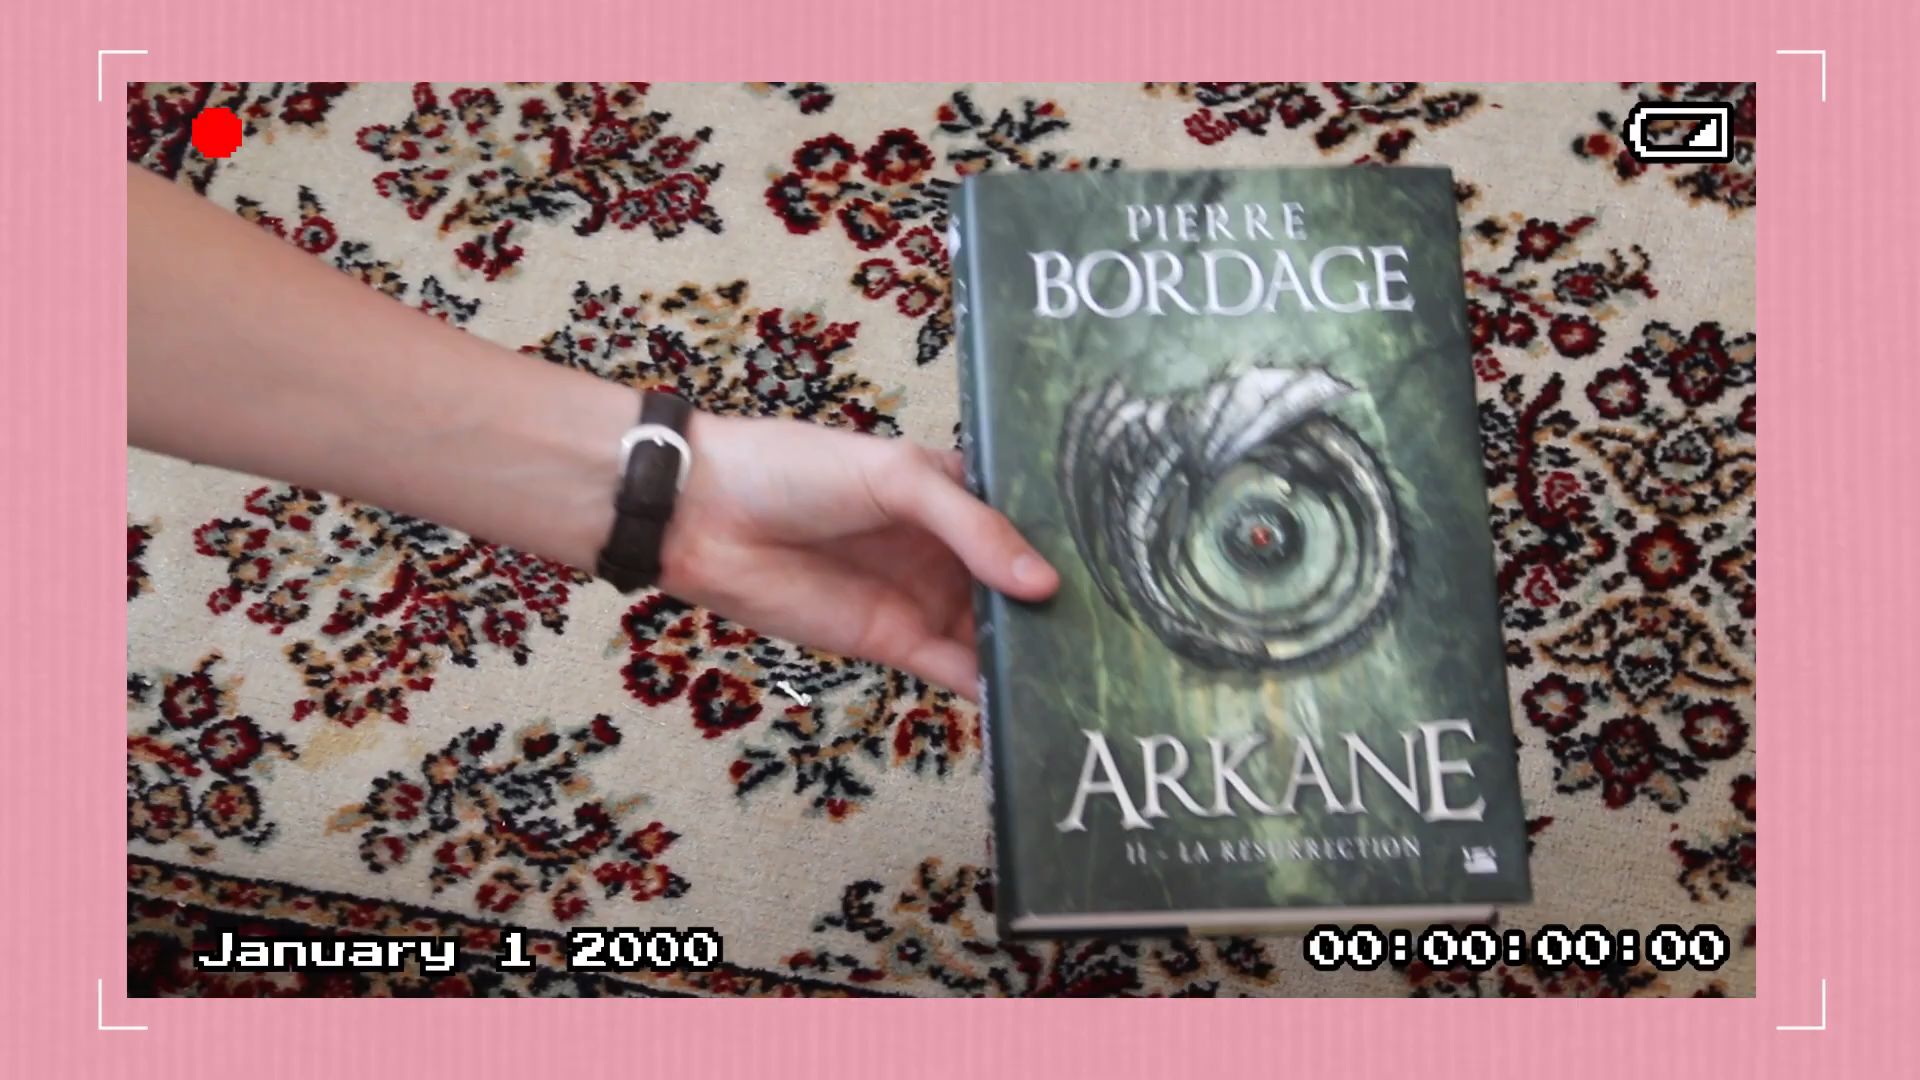 PIERRE
BORDAGE
ARKANE
II - LA RÉSURRECTION
January 1 2000
00:00:00:00